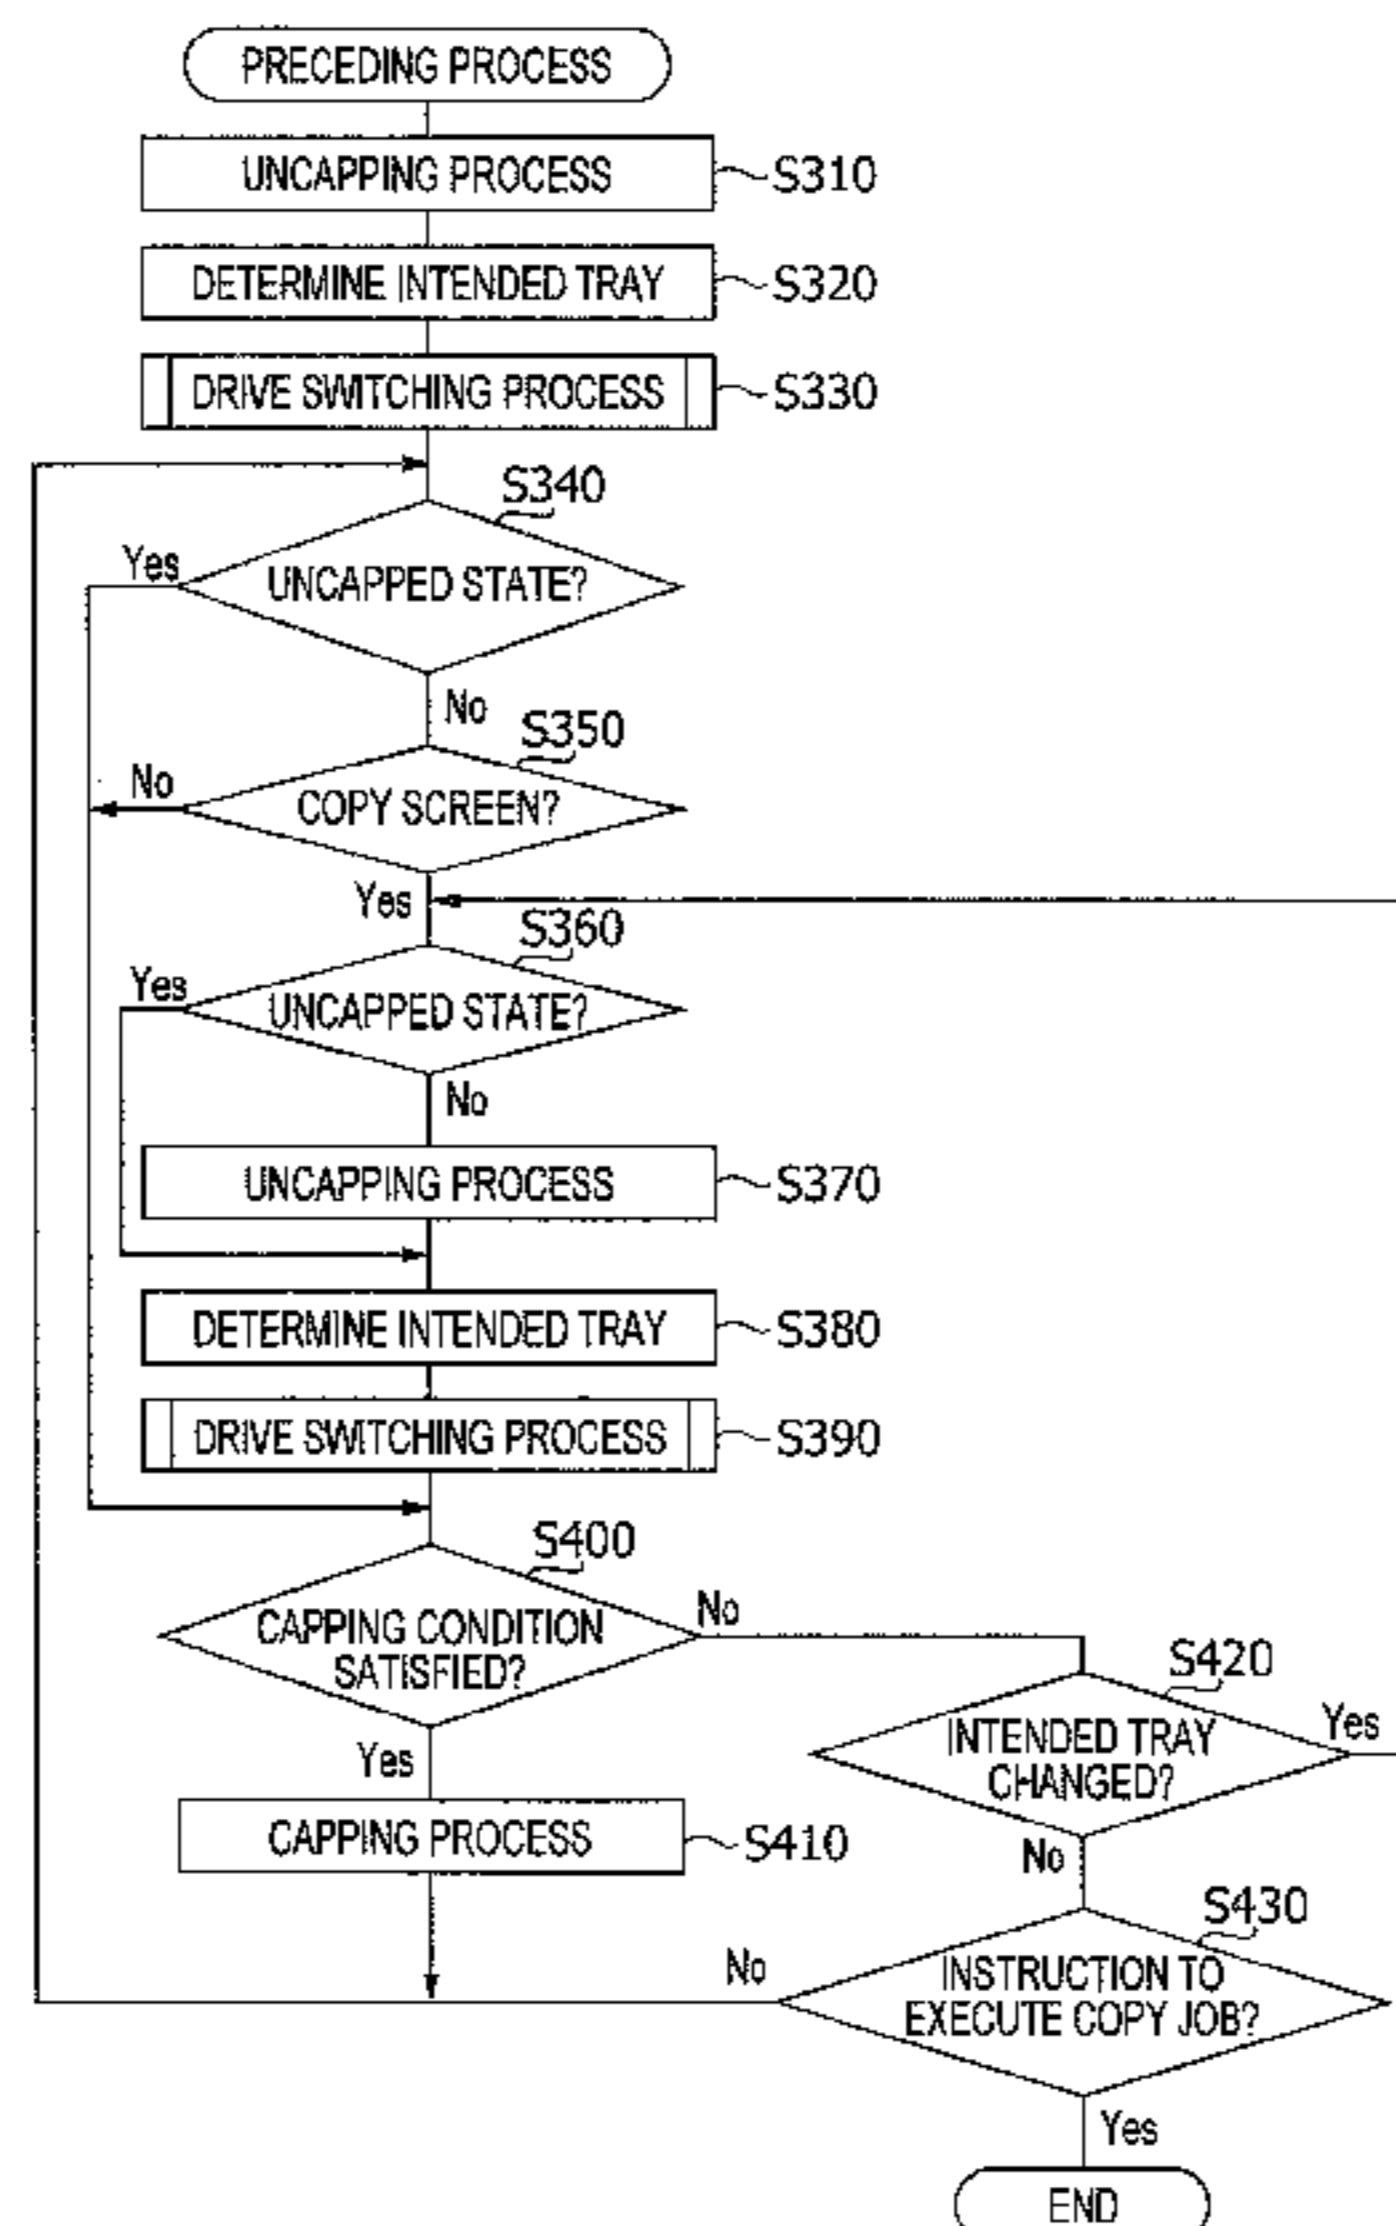 PRECEDING PROCESS
UNCAPPING PROCESS S310
DETERMINE INTENDED TRAY S320
DRIVE SWITCHING PROCESS S330
S340
Yes
UNCAPPED STATE?
No
S350
No
COPY SCREEN?
Yes
S360
Yes
UNCAPPED STATE?
No
UNCAPPING PROCESS S370
DETERMINE INTENDED TRAY S380
DRIVE SWITCHING PROCESS S390
S400
CAPPING CONDITION
SATISFIED?
No
Yes
CAPPING PROCESS S410
S420
INTENDED TRAY
CHANGED?
Yes
No
S430
INSTRUCTION TO
EXECUTE COPY JOB?
No
Yes
END